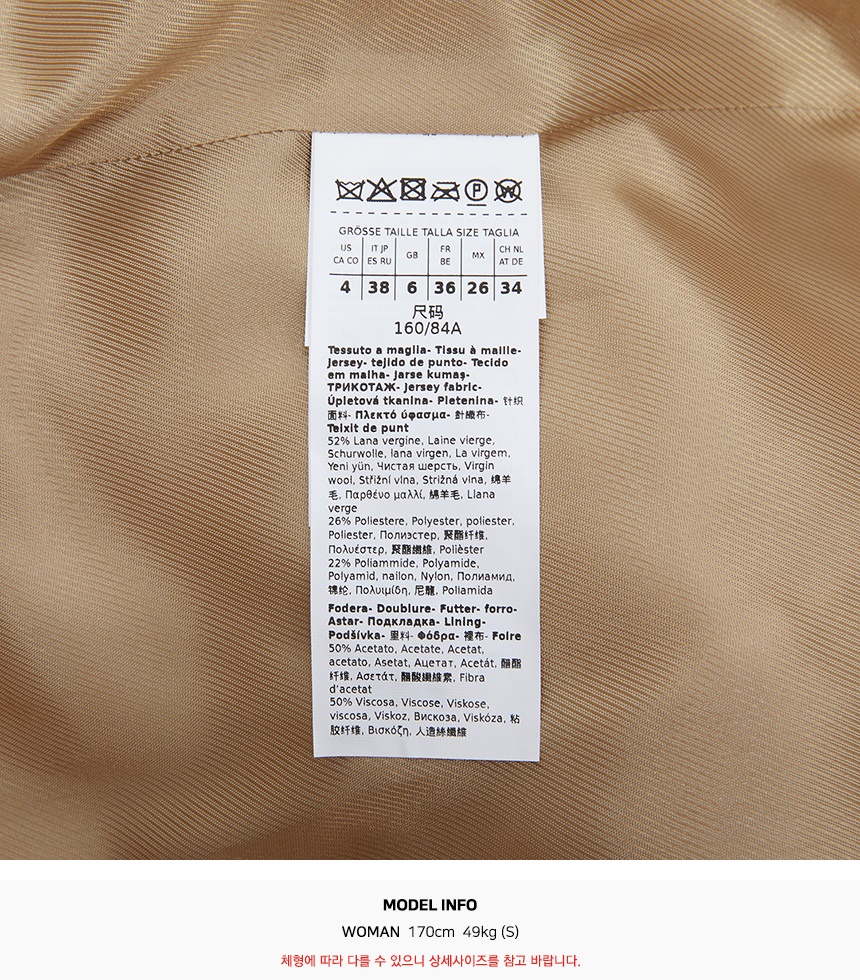 GRÖSSE TAILLE TALLA SIZE TAGLIA
US CA CO IT JP ES RU GB FR BE MX CH NL AT DE
4 38 6 36 26 34
尺码
160/84A
Tessuto a maglia- Tissu à maille-
Jersey- tejido de punto- Tecido
em malha- Jarse kumaş-
ТРИКОТАЖ- Jersey fabric-
Úpletová tkanina- Pletenina- 针织
面料- Πλεκτό ύφασμα- 針織布-
Teixit de punt
52% Lana vergine, Laine vierge,
Schurwolle, lana virgen, La virgem,
Yeni yün, Чистая шерсть, Virgin
wool, Střižní vlna, Strižná vlna, 绵羊
毛, Παρθένο μαλλί, 綿羊毛, Llana
verge
26% Poliestere, Polyester, poliester,
Poliester, Полиэстер, 聚酯纤维,
Πολυέστερ, 聚酯纖維, Polièster
22% Poliammide, Polyamide,
Polyamid, nailon, Nylon, Полиамид,
锦纶, Πολυμίδη, 尼龍, Poliamida
Fodera- Doublure- Futter- forro-
Astar- Подкладка- Lining-
Podšívka- 里料- Φόδρα- 裡布- Folre
50% Acetato, Acetate, Acetat,
acetato, Asetat, Ацетат, Acetát, 醋酯
纤维, Ασετάτ, 醋酸纖維素, Fibra
d'acetat
50% Viscosa, Viscose, Viskose,
viscosa, Viskoz, Вискоза, Viskóza, 粘
胶纤维, Βισκόζη, 人造絲纖維
MODEL INFO
WOMAN 170cm 49kg (S)
체형에 따라 다를 수 있으니 상세사이즈를 참고 바랍니다.